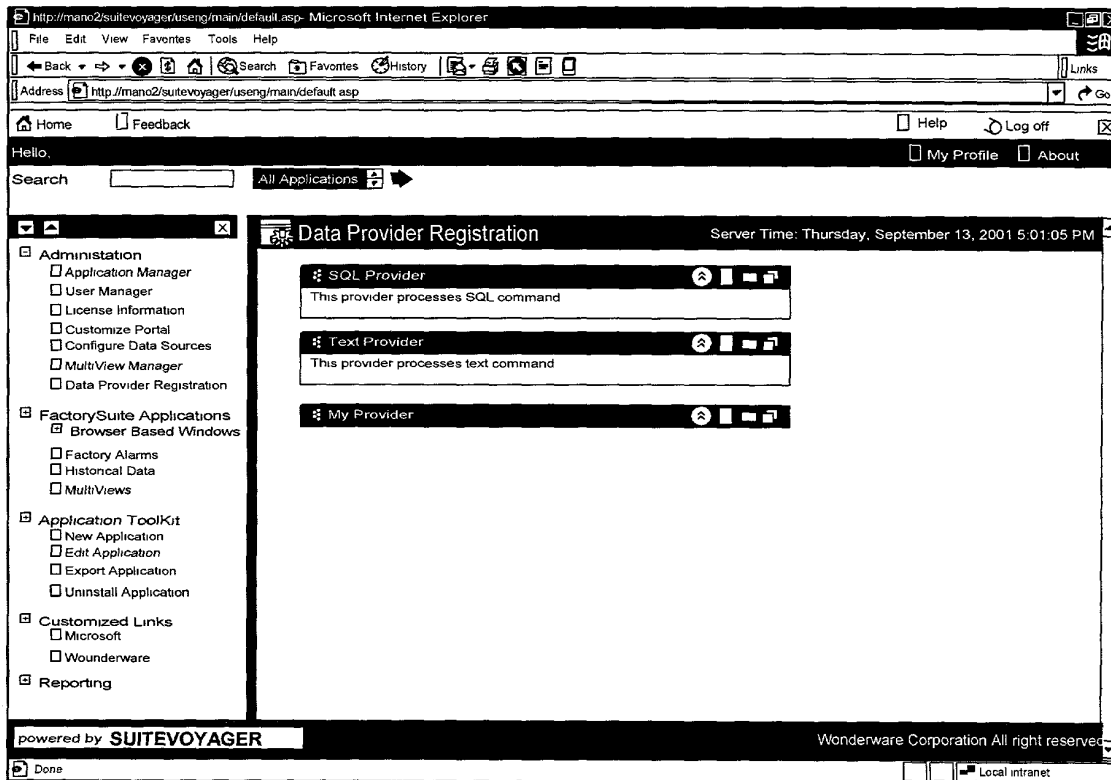 http://mano2/suitevoyager/useng/main/default.asp- Microsoft Internet Explorer
File Edit View Favontes Tools Help
Back Search Favontes History Links
Address http://mano2/suitevoyager/useng/main/default asp Go
Home Feedback Help Log off
Hello, My Profile About
Search All Applications
Data Provider Registration Server Time: Thursday, September 13, 2001 5:01:05 PM
Administation
Application Manager
User Manager
License Information
Customize Portal
Configure Data Sources
MultiView Manager
Data Provider Registration
FactorySuite Applications
Browser Based Windows
Factory Alarms
Historical Data
MultiViews
Application ToolKit
New Application
Edit Application
Export Application
Uninstall Application
Customized Links
Microsoft
Wounderware
Reporting
SQL Provider
This provider processes SQL command
Text Provider
This provider processes text command
My Provider
powered by SUITEVOYAGER Wonderware Corporation All right reserved
Done Local intranet